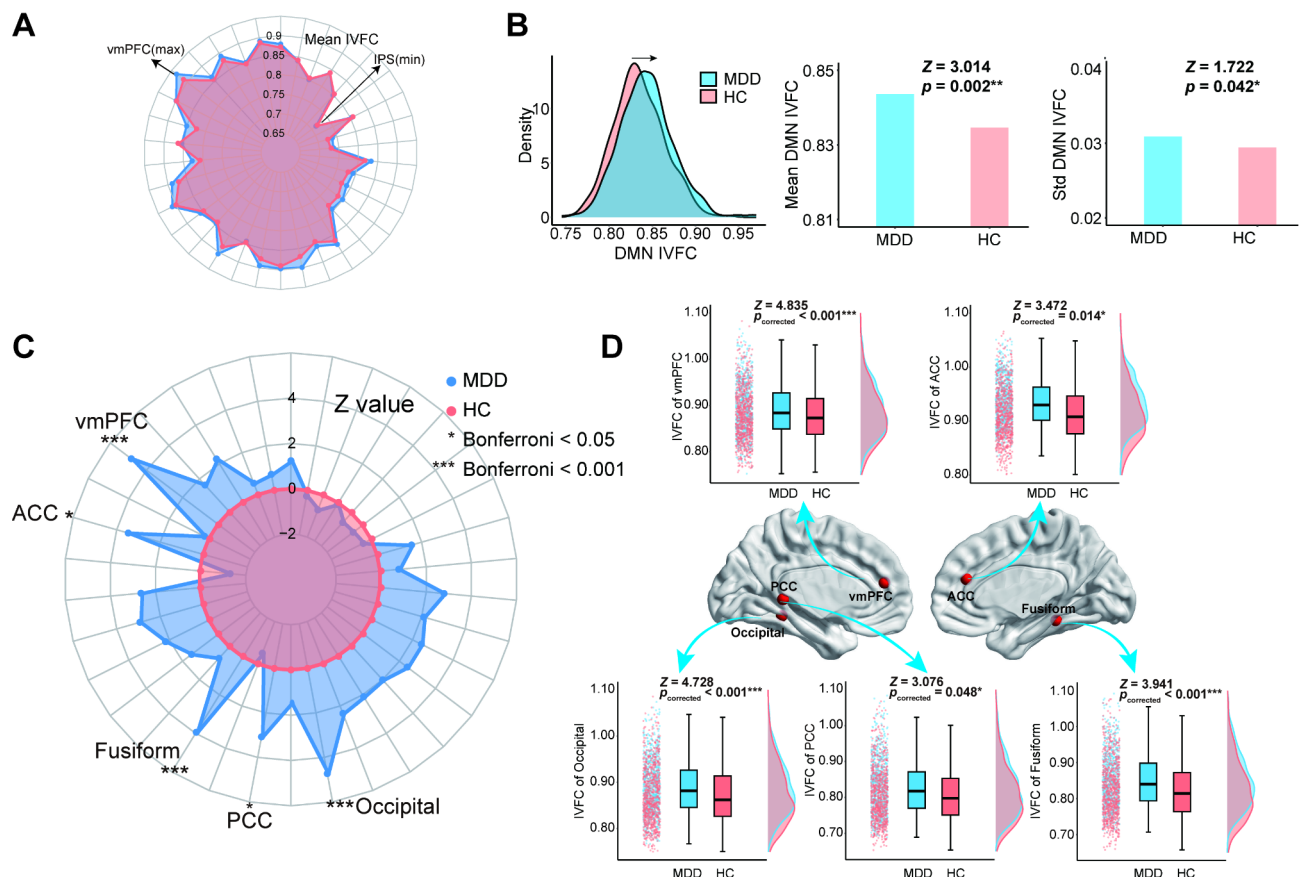 A
vmPFC(max)
Mean IVFC
IPS(min)
0.9
0.85
0.8
0.75
0.7
0.65
B
Density
10
5
0
0.75 0.80 0.85 0.90 0.95
DMN IVFC
MDD
HC
Mean DMN IVFC
0.85
0.83
0.81
Z = 3.014
p = 0.002**
MDD HC
Std DMN IVFC
0.04
0.03
0.02
Z = 1.722
p = 0.042*
MDD HC
C
Z value
MDD
HC
* Bonferroni < 0.05
*** Bonferroni < 0.001
4
2
0
−2
vmPFC
***
ACC *
Fusiform
***
*
PCC
***Occipital
D
Z = 4.835
pcorrected < 0.001***
IVFC of vmPFC
1.10
1.00
0.90
0.80
MDD HC
Z = 3.472
pcorrected = 0.014*
IVFC of ACC
1.10
1.00
0.90
0.80
MDD HC
PCC
vmPFC
Occipital
ACC
Fusiform
Z = 4.728
pcorrected < 0.001***
IVFC of Occipital
1.10
1.00
0.90
0.80
MDD HC
Z = 3.076
pcorrected = 0.048*
IVFC of PCC
1.10
1.00
0.90
0.80
0.70
MDD HC
Z = 3.941
pcorrected < 0.001***
IVFC of Fusiform
1.10
1.00
0.90
0.80
0.70
MDD HC